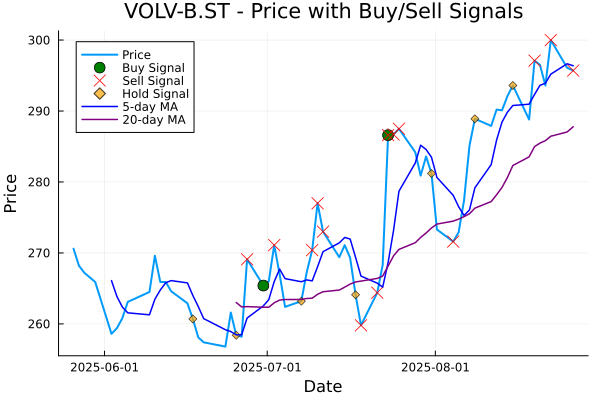 VOLV-B.ST - Price with Buy/Sell Signals
300
290
280
270
260
Price
Price
Buy Signal
Sell Signal
Hold Signal
5-day MA
20-day MA
2025-06-01
2025-07-01
2025-08-01
Date